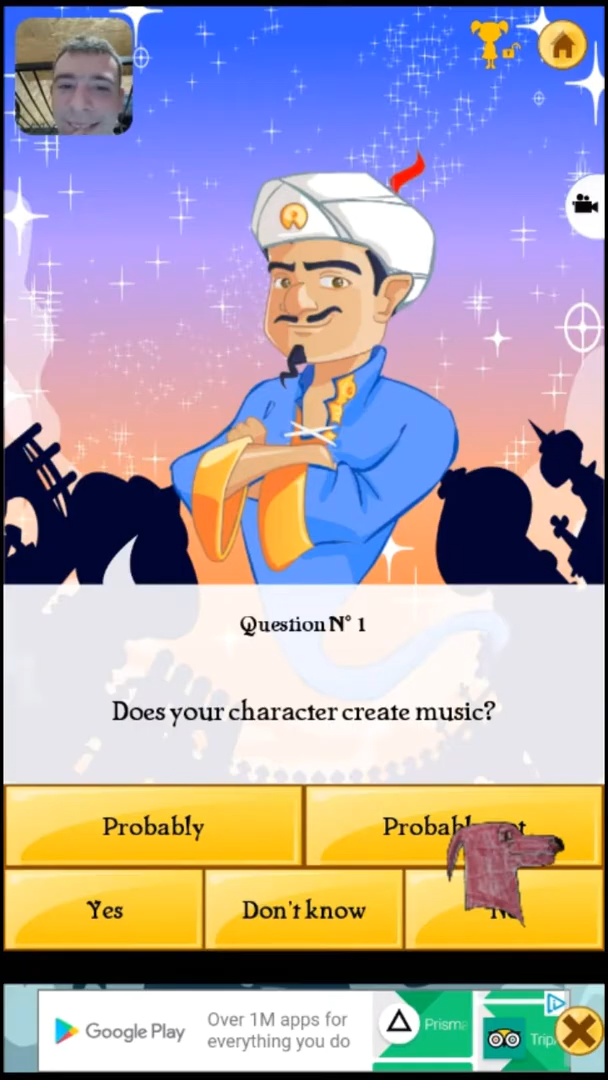 Question N° 1
Does your character create music?
Probably
Yes
Don't know
Google Play
Over 1M apps for
everything you do